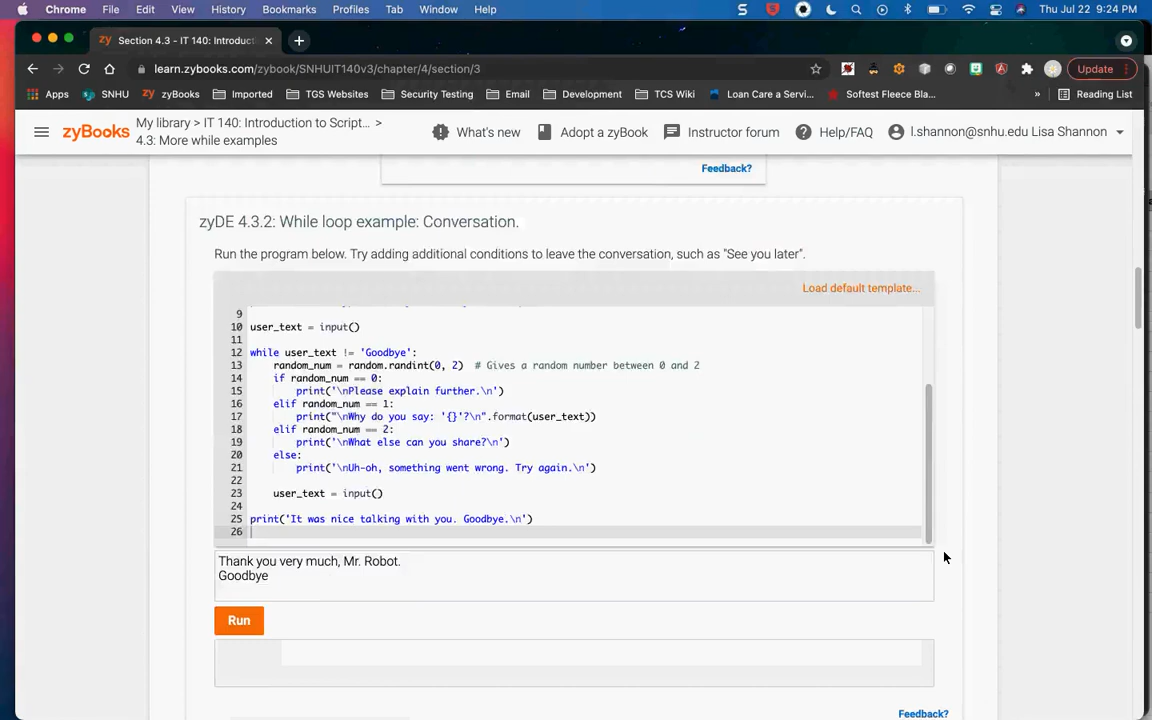 Chrome File Edit View History Bookmarks Profiles Tab Window Help Thu Jul 22 9:24 PM
Section 4.3 - IT 140: Introduct
learn.zybooks.com/zybook/SNHUIT140v3/chapter/4/section/3 Update
Apps SNHU zyBooks Imported TGS Websites Security Testing Email Development TCS Wiki Loan Care a Servi... Softest Fleece Bla... » Reading List
zyBooks My library > IT 140: Introduction to Script... > What's new Adopt a zyBook Instructor forum Help/FAQ l.shannon@snhu.edu Lisa Shannon
4.3: More while examples
Feedback?
zyDE 4.3.2: While loop example: Conversation.
Run the program below. Try adding additional conditions to leave the conversation, such as "See you later".
Load default template...
9
10 user_text = input()
11
12 while user_text != 'Goodbye':
13 random_num = random.randint(0, 2) # Gives a random number between 0 and 2
14 if random_num == 0:
15 print('\nPlease explain further.\n')
16 elif random_num == 1:
17 print("\nWhy do you say: '{}'?\n".format(user_text))
18 elif random_num == 2:
19 print('\nWhat else can you share?\n')
20 else:
21 print('\nUh-oh, something went wrong. Try again.\n')
22
23 user_text = input()
24
25 print('It was nice talking with you. Goodbye.\n')
26
Thank you very much, Mr. Robot.
Goodbye
Run
Feedback?